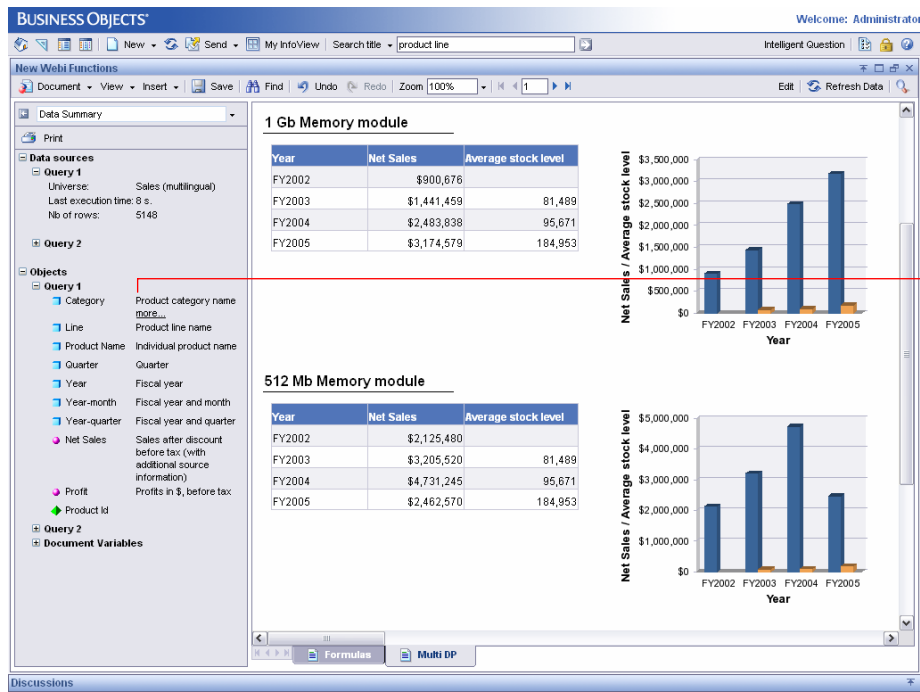 BUSINESS OBJECTS
Welcome: Administrator
New Send My InfoView Search title product line
Intelligent Question
New Webi Functions
Document View Insert Save Find Undo Redo Zoom 100% 1
Edit Refresh Data
Data Summary
Print
Data sources
Query 1
Universe: Sales (multilingual)
Last execution time: 8 s.
Nb of rows: 5148
Query 2
Objects
Query 1
Category Product category name
more...
Line Product line name
Product Name Individual product name
Quarter Quarter
Year Fiscal year
Year-month Fiscal year and month
Year-quarter Fiscal year and quarter
Net Sales Sales after discount
before tax (with
additional source
information)
Profit Profits in $, before tax
Product Id
Query 2
Document Variables
1 Gb Memory module
Year Net Sales Average stock level
FY2002 $900,676
FY2003 $1,441,459 81,489
FY2004 $2,483,838 95,671
FY2005 $3,174,579 184,953
Net Sales / Average stock level
$3,500,000
$3,000,000
$2,500,000
$2,000,000
$1,500,000
$1,000,000
$500,000
$0
FY2002 FY2003 FY2004 FY2005
Year
512 Mb Memory module
Year Net Sales Average stock level
FY2002 $2,125,480
FY2003 $3,205,520 81,489
FY2004 $4,731,245 95,671
FY2005 $2,462,570 184,953
Net Sales / Average stock level
$5,000,000
$4,000,000
$3,000,000
$2,000,000
$1,000,000
$0
FY2002 FY2003 FY2004 FY2005
Year
Formulas Multi DP
Discussions